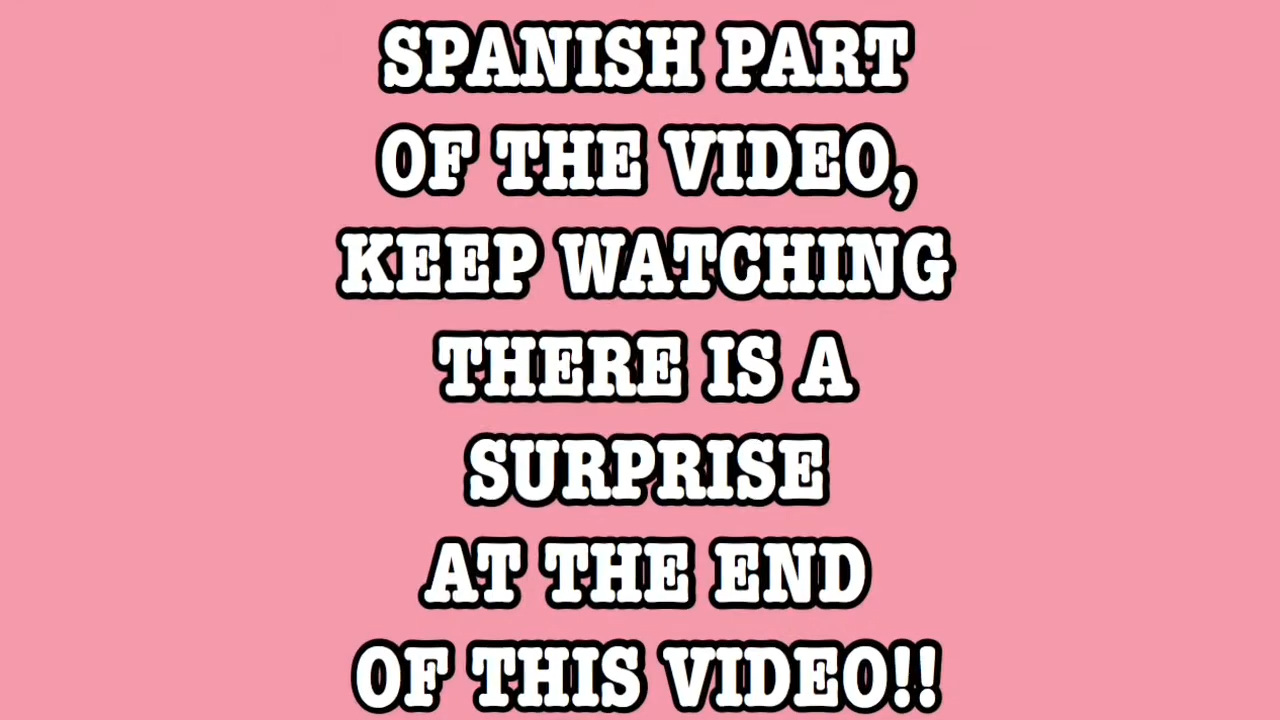 SPANISH PART
OF THE VIDEO,
KEEP WATCHING
THERE IS A
SURPRISE
AT THE END
OF THIS VIDEO!!